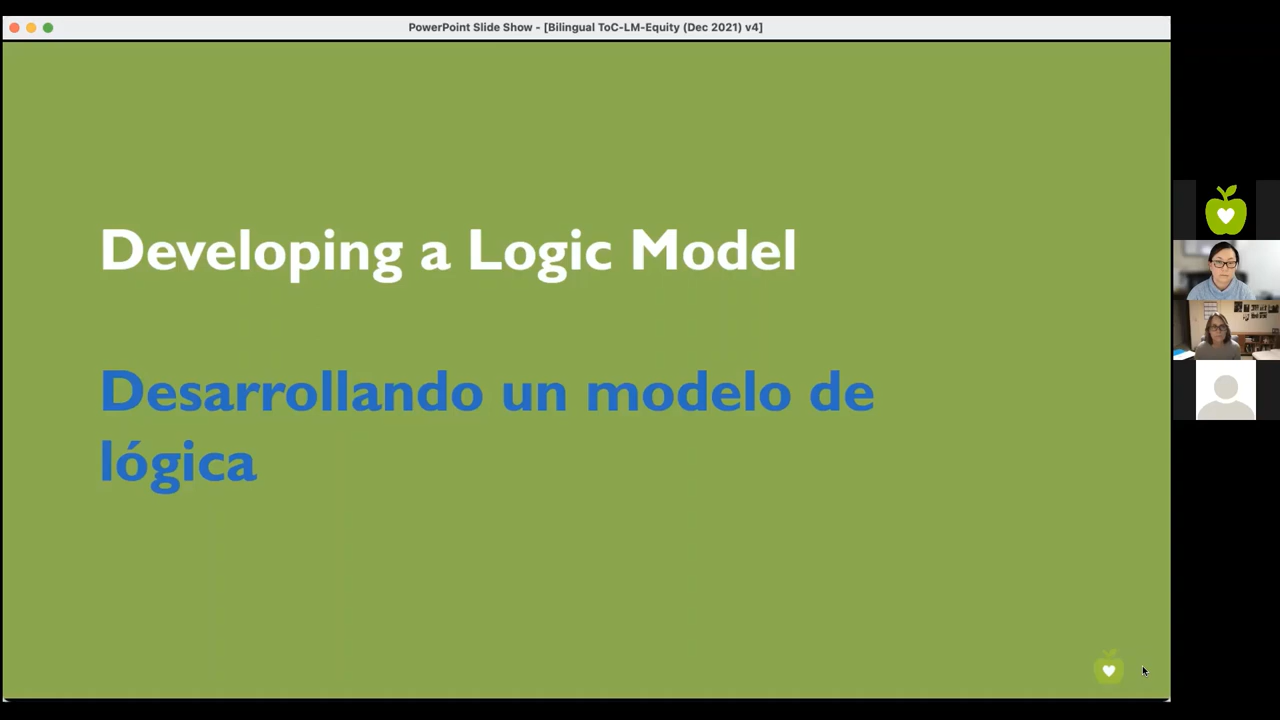 PowerPoint Slide Show - [Bilingual ToC-LM-Equity (Dec 2021) v4]
Developing a Logic Model
Desarrollando un modelo de
lógica